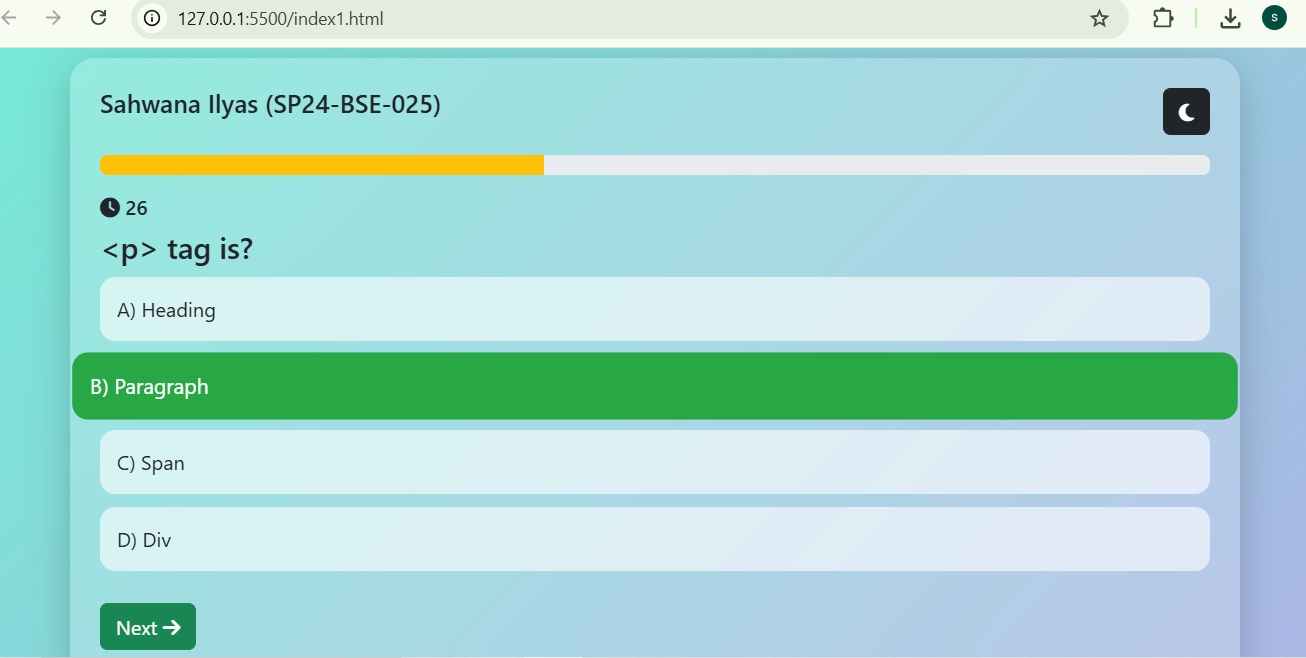 127.0.0.1:5500/index1.html
S
Sahwana Ilyas (SP24-BSE-025)
26
<p> tag is?
A) Heading
B) Paragraph
C) Span
D) Div
Next